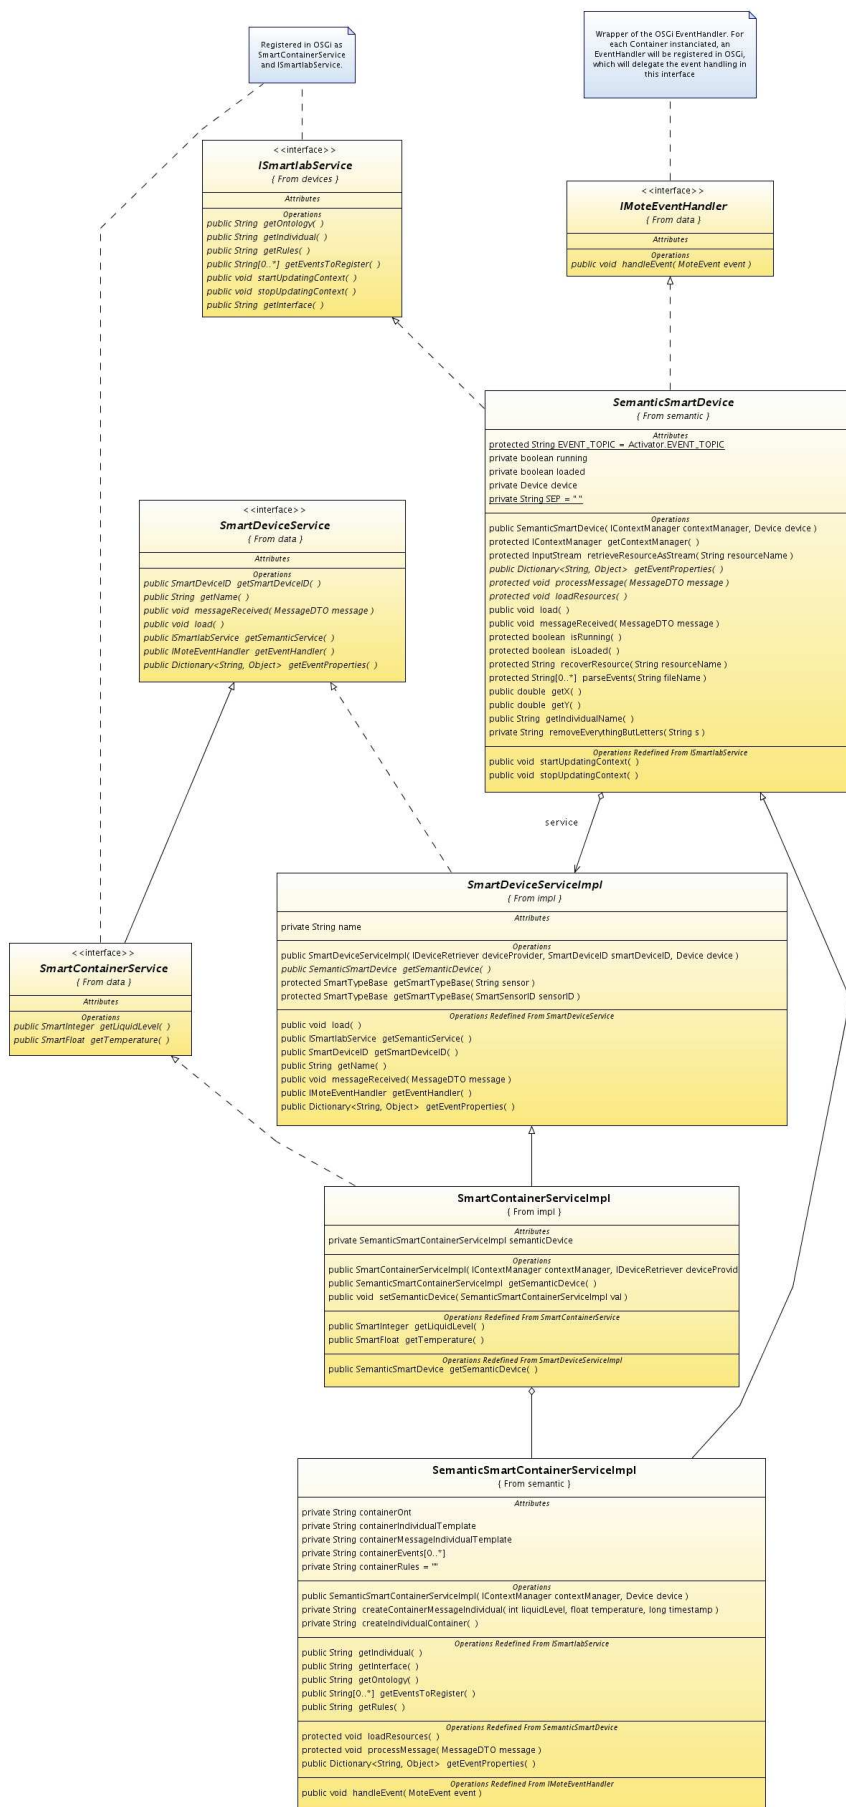 Registered in OSGi as
SmartContainerService
and ISmartlabService.
Wrapper of the OSGi EventHandler. For
each Container instanciated, an
EventHandler will be registered in OSGi,
which will delegate the event handling in
this interface
<<interface>>
ISmartlabService
{ From devices }
Attributes
Operations
public String getOntology( )
public String getIndividual( )
public String getRules( )
public String[0..*] getEventsToRegister( )
public void startUpdatingContext( )
public void stopUpdatingContext( )
public String getInterface( )
<<interface>>
IMoteEventHandler
{ From data }
Attributes
Operations
public void handleEvent( MoteEvent event )
SemanticSmartDevice
{ From semantic }
Attributes
protected String EVENT_TOPIC = Activator.EVENT_TOPIC
private boolean running
private boolean loaded
private Device device
private String SEP = " "
Operations
public SemanticSmartDevice( IContextManager contextManager, Device device )
protected IContextManager getContextManager( )
protected InputStream retrieveResourceAsStream( String resourceName )
public Dictionary<String, Object> getEventProperties( )
protected void processMessage( MessageDTO message )
protected void loadResources( )
public void load( )
public void messageReceived( MessageDTO message )
protected boolean isRunning( )
protected boolean isLoaded( )
protected String recoverResource( String resourceName )
protected String[0..*] parseEvents( String fileName )
public double getX( )
public double getY( )
public String getIndividualName( )
private String removeEverythingButLetters( String s )
Operations Redefined From ISmartlabService
public void startUpdatingContext( )
public void stopUpdatingContext( )
<<interface>>
SmartDeviceService
{ From data }
Attributes
Operations
public SmartDeviceID getSmartDeviceID( )
public String getName( )
public void messageReceived( MessageDTO message )
public void load( )
public ISmartlabService getSemanticService( )
public IMoteEventHandler getEventHandler( )
public Dictionary<String, Object> getEventProperties( )
service
SmartDeviceServiceImpl
{ From impl }
Attributes
private String name
Operations
public SmartDeviceServiceImpl( IDeviceRetriever deviceProvider, SmartDeviceID smartDeviceID, Device device )
public SemanticSmartDevice getSemanticDevice( )
protected SmartTypeBase getSmartTypeBase( String sensor )
protected SmartTypeBase getSmartTypeBase( SmartSensorID sensorID )
Operations Redefined From SmartDeviceService
public void load( )
public ISmartlabService getSemanticService( )
public SmartDeviceID getSmartDeviceID( )
public String getName( )
public void messageReceived( MessageDTO message )
public IMoteEventHandler getEventHandler( )
public Dictionary<String, Object> getEventProperties( )
<<interface>>
SmartContainerService
{ From data }
Attributes
Operations
public SmartInteger getLiquidLevel( )
public SmartFloat getTemperature( )
SmartContainerServiceImpl
{ From impl }
Attributes
private SemanticSmartContainerServiceImpl semanticDevice
Operations
public SmartContainerServiceImpl( IContextManager contextManager, IDeviceRetriever deviceProvid
public SemanticSmartContainerServiceImpl getSemanticDevice( )
public void setSemanticDevice( SemanticSmartContainerServiceImpl val )
Operations Redefined From SmartContainerService
public SmartInteger getLiquidLevel( )
public SmartFloat getTemperature( )
Operations Redefined From SmartDeviceServiceImpl
public SemanticSmartDevice getSemanticDevice( )
SemanticSmartContainerServiceImpl
{ From semantic }
Attributes
private String containerOnt
private String containerIndividualTemplate
private String containerMessageIndividualTemplate
private String containerEvents[0..*]
private String containerRules = ""
Operations
public SemanticSmartContainerServiceImpl( IContextManager contextManager, Device device )
private String createContainerMessageIndividual( int liquidLevel, float temperature, long timestamp )
private String createIndividualContainer( )
Operations Redefined From ISmartlabService
public String getIndividual( )
public String getInterface( )
public String getOntology( )
public String[0..*] getEventsToRegister( )
public String getRules( )
Operations Redefined From SemanticSmartDevice
protected void loadResources( )
protected void processMessage( MessageDTO message )
public Dictionary<String, Object> getEventProperties( )
Operations Redefined From IMoteEventHandler
public void handleEvent( MoteEvent event )